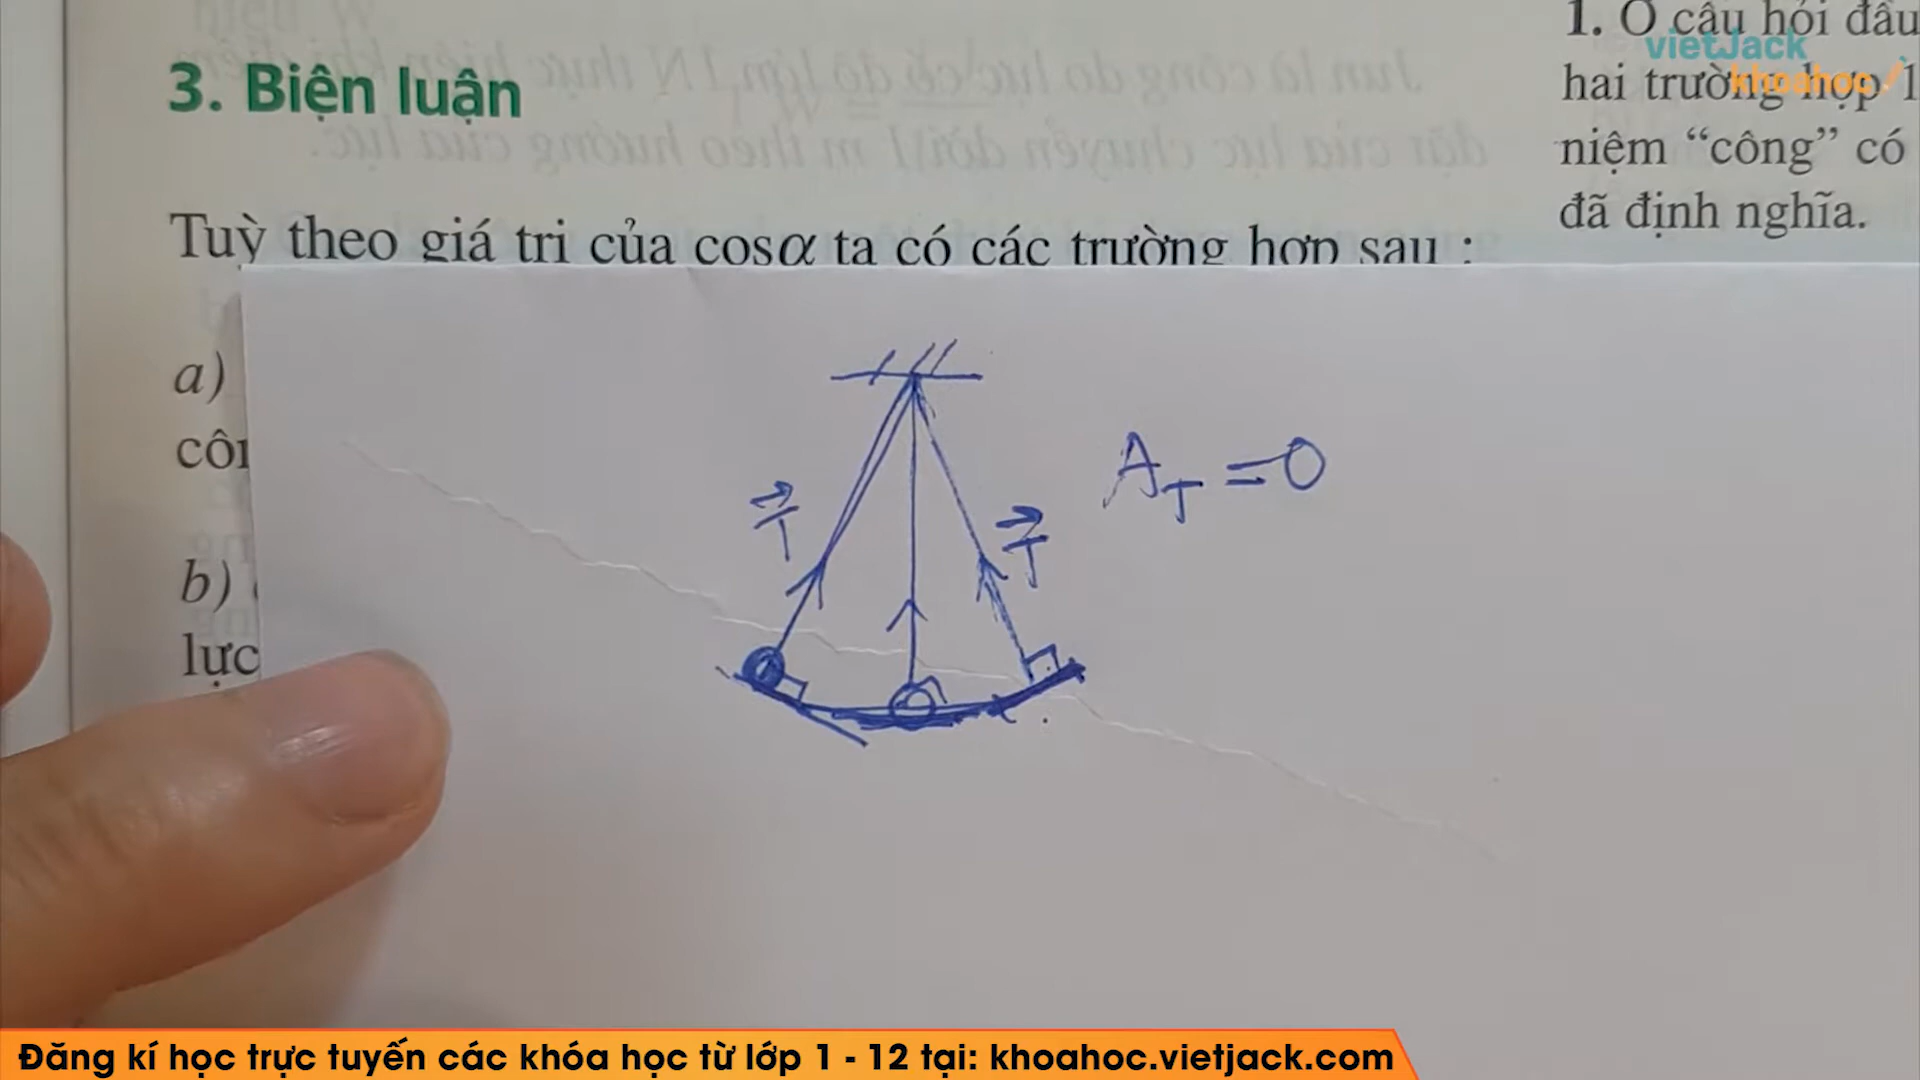 3. Biện luận
Tuỳ theo giá trị của cosα ta có các trường hợp sau :
a)
b)
lực
1. Ở câu hỏi đầu
hai trường hợp 1
niệm “công” có
đã định nghĩa.
vietJack
khoahoc
T
T
A_T = 0
Đăng kí học trực tuyến các khóa học từ lớp 1 - 12 tại: khoahoc.vietjack.com